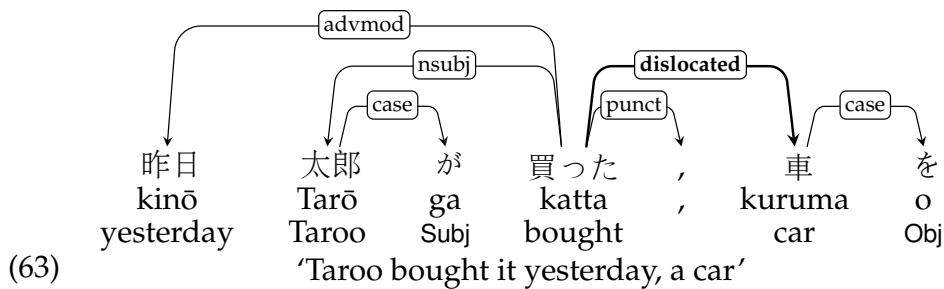 advmod
nsubj dislocated
case punct case
昨日 太郎 が 買った , 車 を
kinō Tarō ga katta , kuruma o
yesterday Taroo Subj bought car Obj
(63) ‘Taroo bought it yesterday, a car’